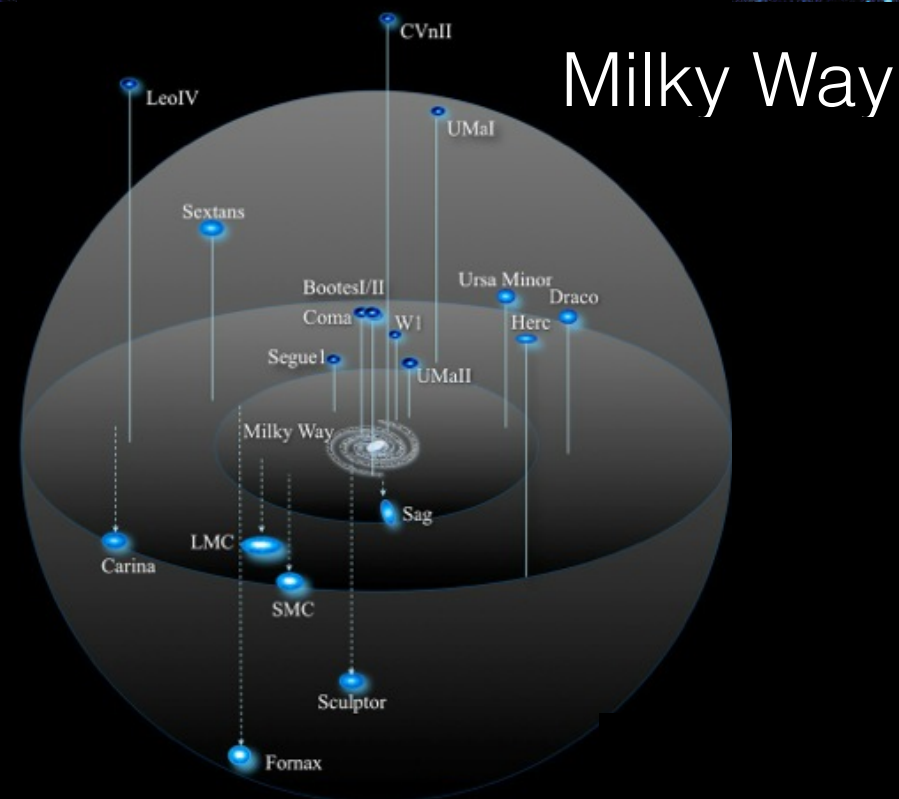 CVnII
Milky Way
LeoIV
UMaI
Sextans
Ursa Minor
BootesI/II
Draco
Coma
W1
Herc
Segue1
UMaII
Milky Way
Sag
LMC
Carina
SMC
Sculptor
Fornax